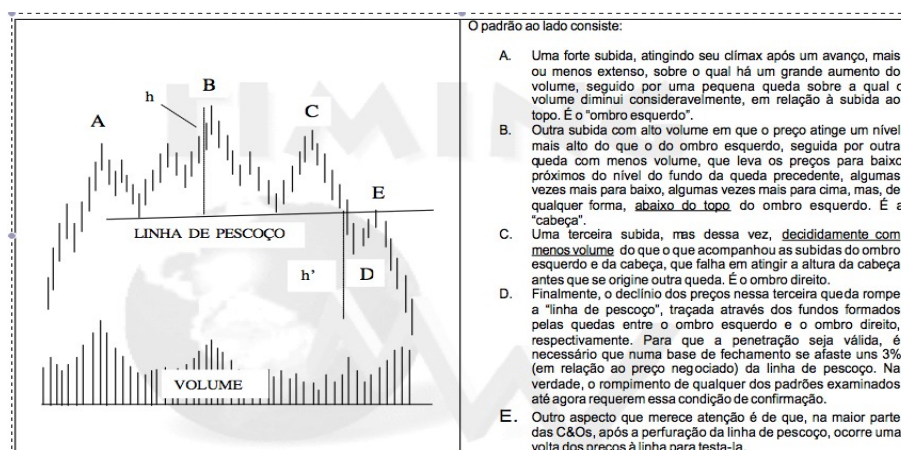 O padrão ao lado consiste:
A. Uma forte subida, atingindo seu clímax após um avanço, mais
ou menos extenso, sobre o qual há um grande aumento do
volume, seguido por uma pequena queda sobre a qual o
volume diminui consideravelmente, em relação à subida ao
topo. É o “ombro esquerdo”.
B. Outra subida com alto volume em que o preço atinge um nível
mais alto do que o do ombro esquerdo, seguida por outra
queda com menos volume, que leva os preços para baixo
próximos do nível do fundo da queda precedente, algumas
vezes mais para baixo, algumas vezes mais para cima, mas, de
qualquer forma, abaixo do topo do ombro esquerdo. É a
“cabeça”.
C. Uma terceira subida, mas dessa vez, decididamente com
menos volume do que o que acompanhou as subidas do ombro
esquerdo e da cabeça, que falha em atingir a altura da cabeça
antes que se origine outra queda. É o ombro direito.
D. Finalmente, o declínio dos preços nessa terceira queda rompe
a “linha de pescoço”, traçada através dos fundos formados
pelas quedas entre o ombro esquerdo e o ombro direito,
respectivamente. Para que a penetração seja válida, é
necessário que numa base de fechamento se afaste uns 3%
(em relação ao preço negociado) da linha de pescoço. Na
verdade, o rompimento de qualquer dos padrões examinados
até agora requerem essa condição de confirmação.
E. Outro aspecto que merece atenção é de que, na maior parte
das C&Os, após a perfuração da linha de pescoço, ocorre uma
volta dos preços à linha para testa-la.
B
h
A
C
E
LINHA DE PESCOÇO
h’
D
VOLUME
TIMING